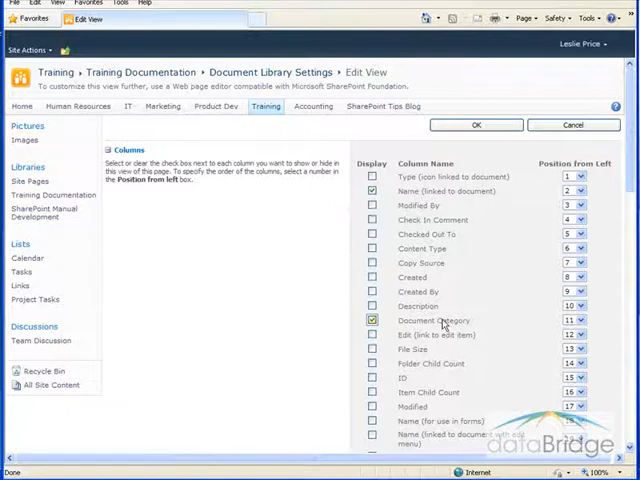 File Edit View Favorites Tools Help
Favorites Edit View Page Safety Tools
Site Actions Leslie Price
Training Training Documentation Document Library Settings Edit View
To customize this view further, use a Web page editor compatible with Microsoft SharePoint Foundation.
Home Human Resources IT Marketing Product Dev Training Accounting SharePoint Tips Blog
Pictures
Images
Libraries
Site Pages
Training Documentation
SharePoint Manual
Development
Lists
Calendar
Tasks
Links
Project Tasks
Discussions
Team Discussion
Recycle Bin
All Site Content
OK Cancel
Columns
Select or clear the check box next to each column you want to show or hide in
this view of this page. To specify the order of the columns, select a number in
the Position from left box.
Display Column Name Position from Left
Type (icon linked to document) 1
Name (linked to document) 2
Modified By 3
Check In Comment 4
Checked Out To 5
Content Type 6
Copy Source 7
Created 8
Created By 9
Description 10
Document Category 11
Edit (link to edit item) 12
File Size 13
Folder Child Count 14
ID 15
Item Child Count 16
Modified 17
Name (for use in forms)
Name (linked to document with edit
menu)
dataBridge
Done Internet 100%